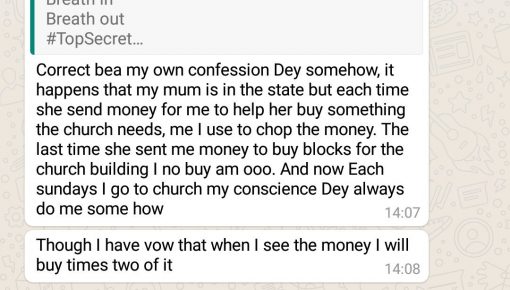 Breath in
Breath out
#TopSecret...
Correct bea my own confession Dey somehow, it
happens that my mum is in the state but each time
she send money for me to help her buy something
the church needs, me I use to chop the money. The
last time she sent me money to buy blocks for the
church building I no buy am ooo. And now Each
sundays I go to church my conscience Dey always
do me some how
14:07
Though I have vow that when I see the money I will
buy times two of it
14:08